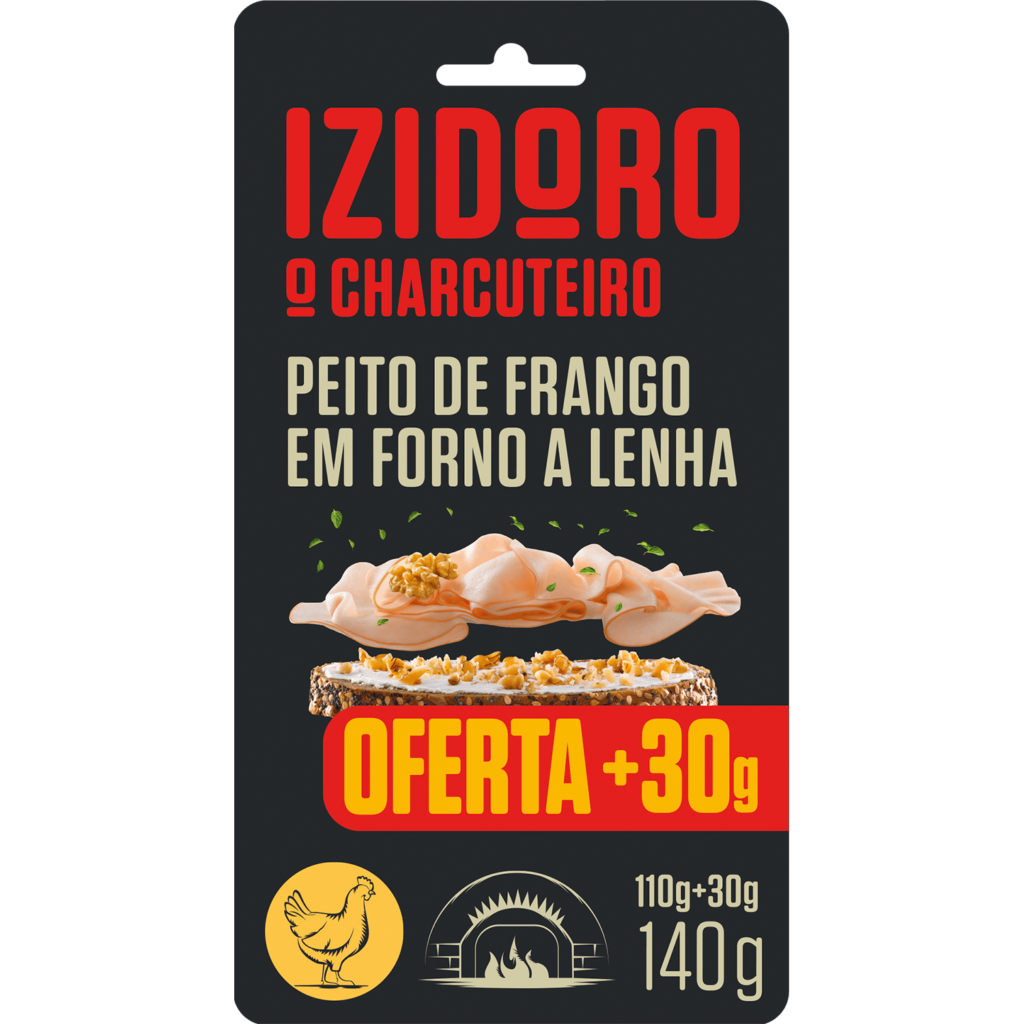 IZIDORO
O CHARCUTEIRO
PEITO DE FRANGO
EM FORNO A LENHA
OFERTA +30g
110g+30g
140g